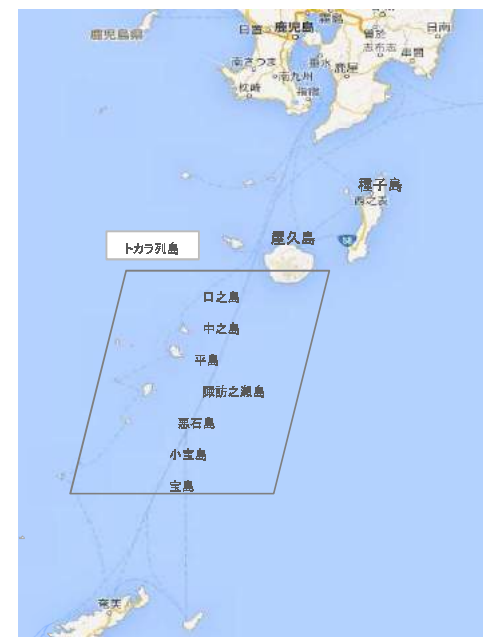 鹿児島県
日置
鹿児島
霧島
日南
曽於
志布志
串間
南さつま
垂水
鹿屋
南九州
枕崎
指宿
種子島
西之表
屋久島
58
トカラ列島
口之島
中之島
平島
諏訪之瀬島
悪石島
小宝島
宝島
奄美